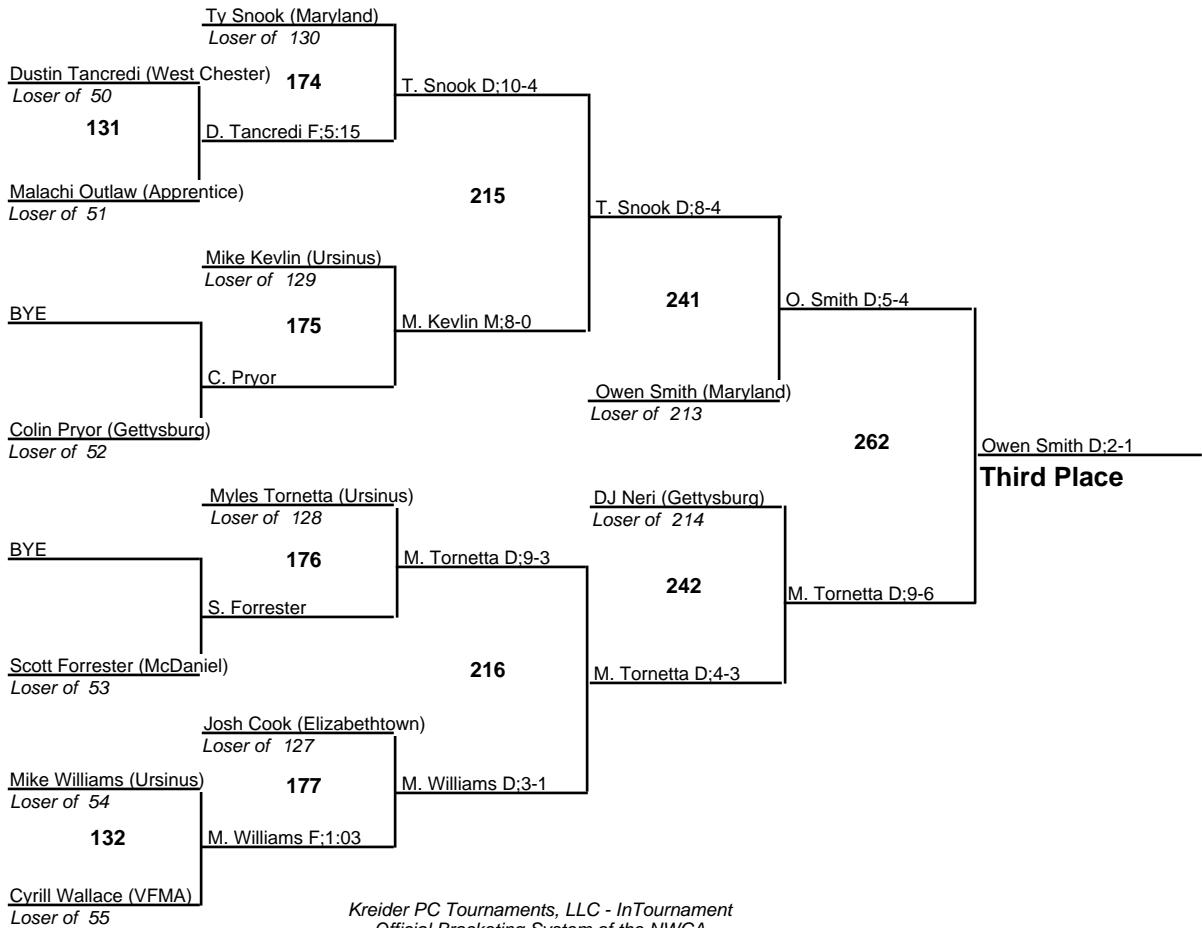 Ty Snook (Maryland)
Loser of 130
Dustin Tancredi (West Chester)
174
T. Snook D;10-4
Loser of 50
131
D. Tancredi F;5:15
Malachi Outlaw (Apprentice)
215
Loser of 51
T. Snook D;8-4
Mike Kevlin (Ursinus)
Loser of 129
241
O. Smith D;5-4
BYE
175
M. Kevlin M;8-0
C. Pryor
Owen Smith (Maryland)
Loser of 213
Colin Pryor (Gettysburg)
262
Owen Smith D;2-1
Loser of 52
Third Place
Myles Tornetta (Ursinus)
DJ Neri (Gettysburg)
Loser of 128
Loser of 214
BYE
176
M. Tornetta D;9-3
242
M. Tornetta D;9-6
S. Forrester
Scott Forrester (McDaniel)
216
M. Tornetta D;4-3
Loser of 53
Josh Cook (Elizabethtown)
Loser of 127
Mike Williams (Ursinus)
177
M. Williams D;3-1
Loser of 54
132
M. Williams F;1:03
Cyrill Wallace (VFMA)
Loser of 55
Kreider PC Tournaments, LLC - InTournament
Official Bracketing System of the NWCA